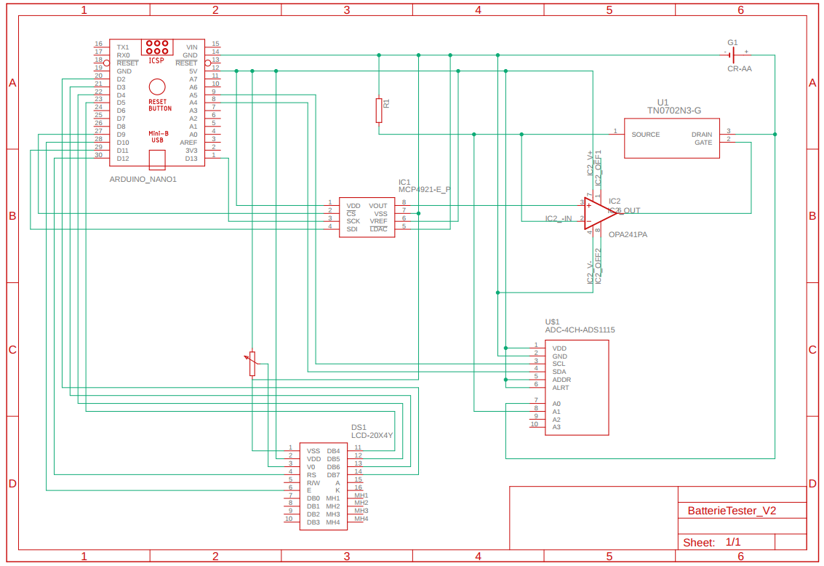 1 2 3 4 5 6
A
B
C
D
A
B
C
D
1 2 3 4 5 6
16 TX1 VIN 15
17 RX0 GND 14
18 RESET RESET 13
19 GND 5V 12
20 D2 A7 11
21 D3 A6 10
22 D4 A5 9
23 D5 A4 8
24 D6 A3 7
25 D7 A2 6
26 D8 A1 5
27 D9 A0 4
28 D10 AREF 3
29 D11 3V3 2
30 D12 D13 1
ICSP
RESET
BUTTON
Mini-B
USB
ARDUINO_NANO1
R1
G1
- +
CR-AA
U1
TN0702N3-G
1 SOURCE DRAIN 3
GATE 2
IC1
MCP4921-E_P
1 VDD VOUT 8
2 CS VSS 7
3 SCK VREF 6
4 SDI LDAC 5
IC2_V+
IC2_OFF1
IC2
IC2_OUT
IC2_-IN
OPA241PA
3 +
2 -
7 1
4 8
IC2_V-
IC2_OFF2
U$1
ADC-4CH-ADS1115
1 VDD
2 GND
3 SCL
4 SDA
5 ADDR
6 ALRT
7 A0
8 A1
9 A2
10 A3
DS1
LCD-20X4Y
1 VSS DB4 11
2 VDD DB5 12
3 V0 DB6 13
4 RS DB7 14
5 R/W A 15
6 E K 16
7 DB0 MH1 MH1
8 DB1 MH2 MH2
9 DB2 MH3 MH3
10 DB3 MH4 MH4
BatterieTester_V2
Sheet: 1/1